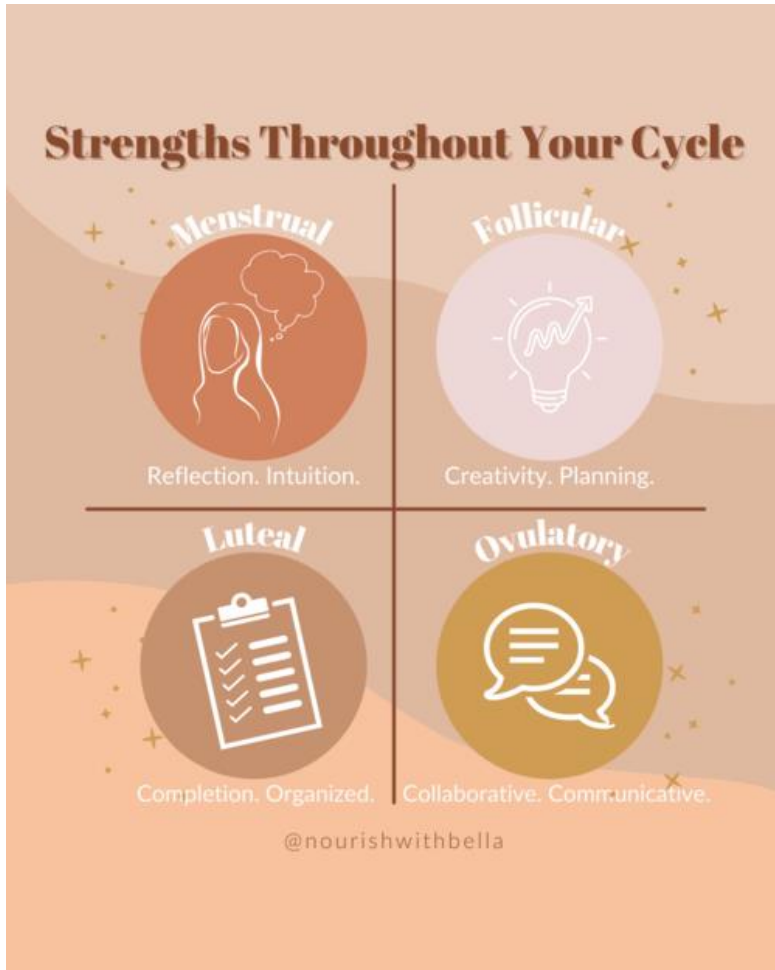 Strengths Throughout Your Cycle
Menstrual
Reflection. Intuition.
Follicular
Creativity. Planning.
Luteal
Completion. Organized.
Ovulatory
Collaborative. Communicative.
@nourishwithbella